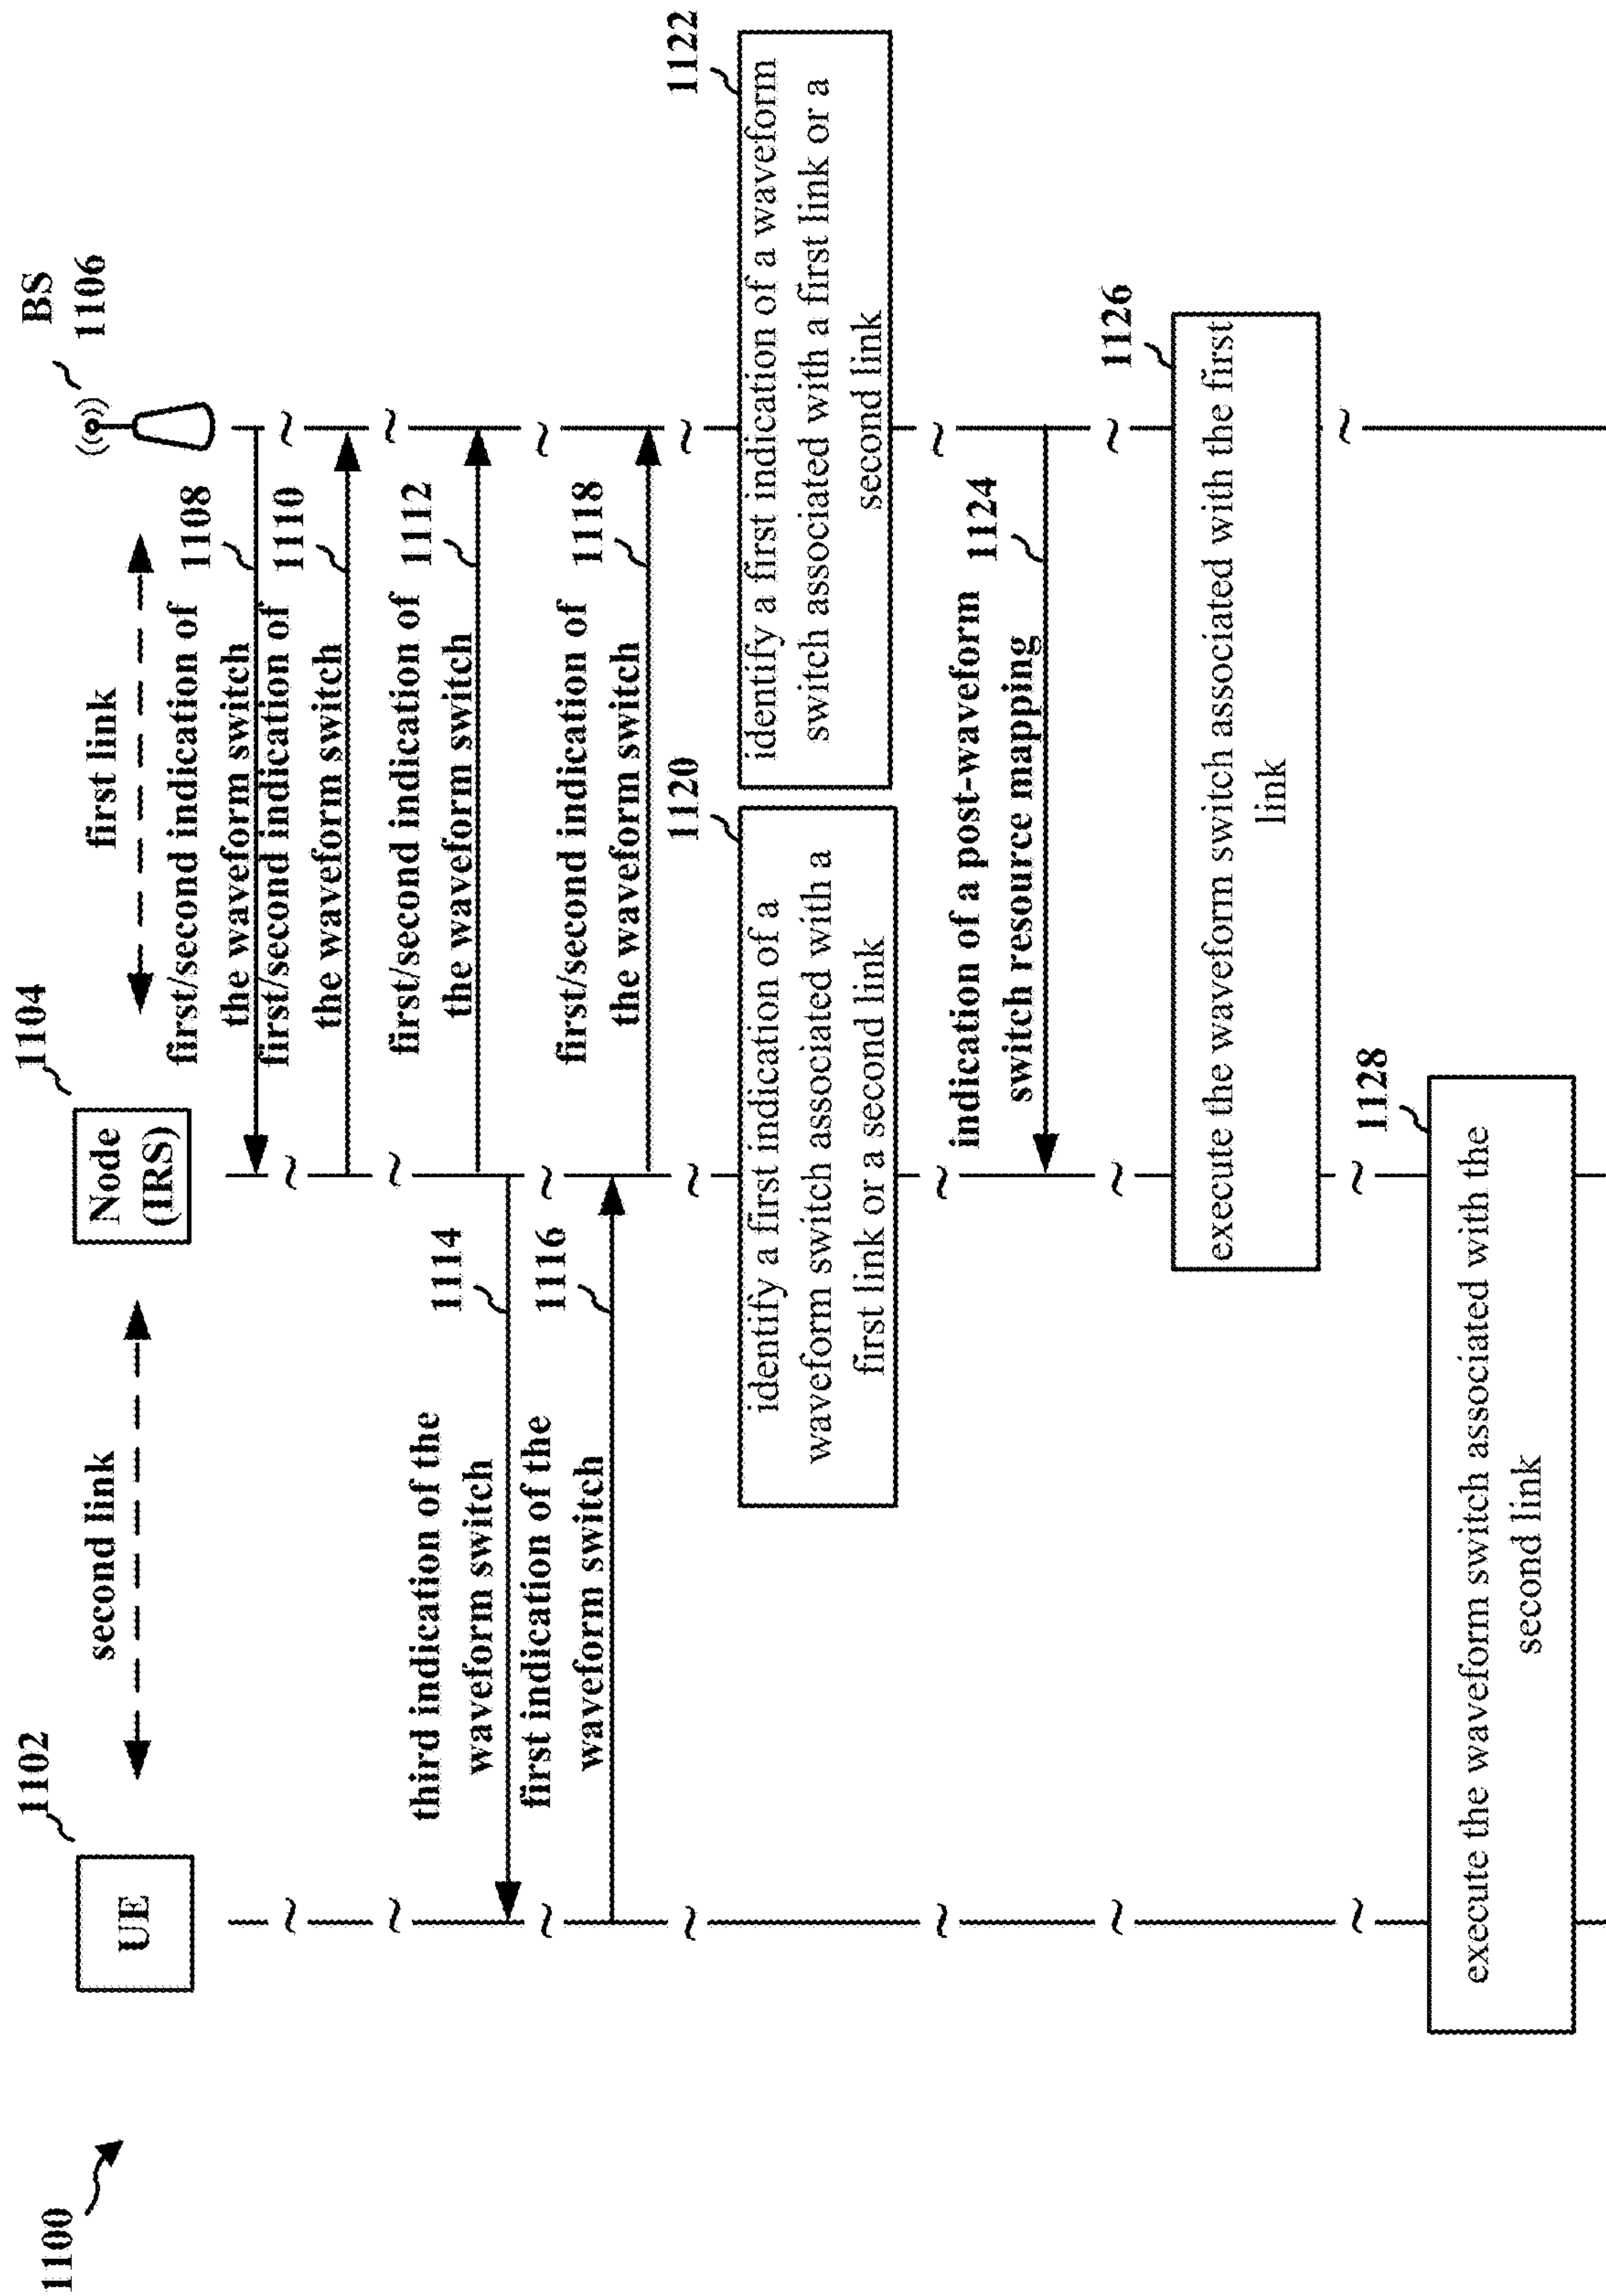 1100
1102
UE
second link
1104
Node
(IRS)
first link
BS
1106
first/second indication of
the waveform switch
1108
first/second indication of
the waveform switch
1110
first/second indication of
the waveform switch
1112
third indication of the
waveform switch
1114
first indication of the
waveform switch
1116
first/second indication of
the waveform switch
1118
1120
identify a first indication of a
waveform switch associated with a
first link or a second link
1122
identify a first indication of a waveform
switch associated with a first link or a
second link
indication of a post-waveform
switch resource mapping
1124
1126
execute the waveform switch associated with the first
link
1128
execute the waveform switch associated with the
second link